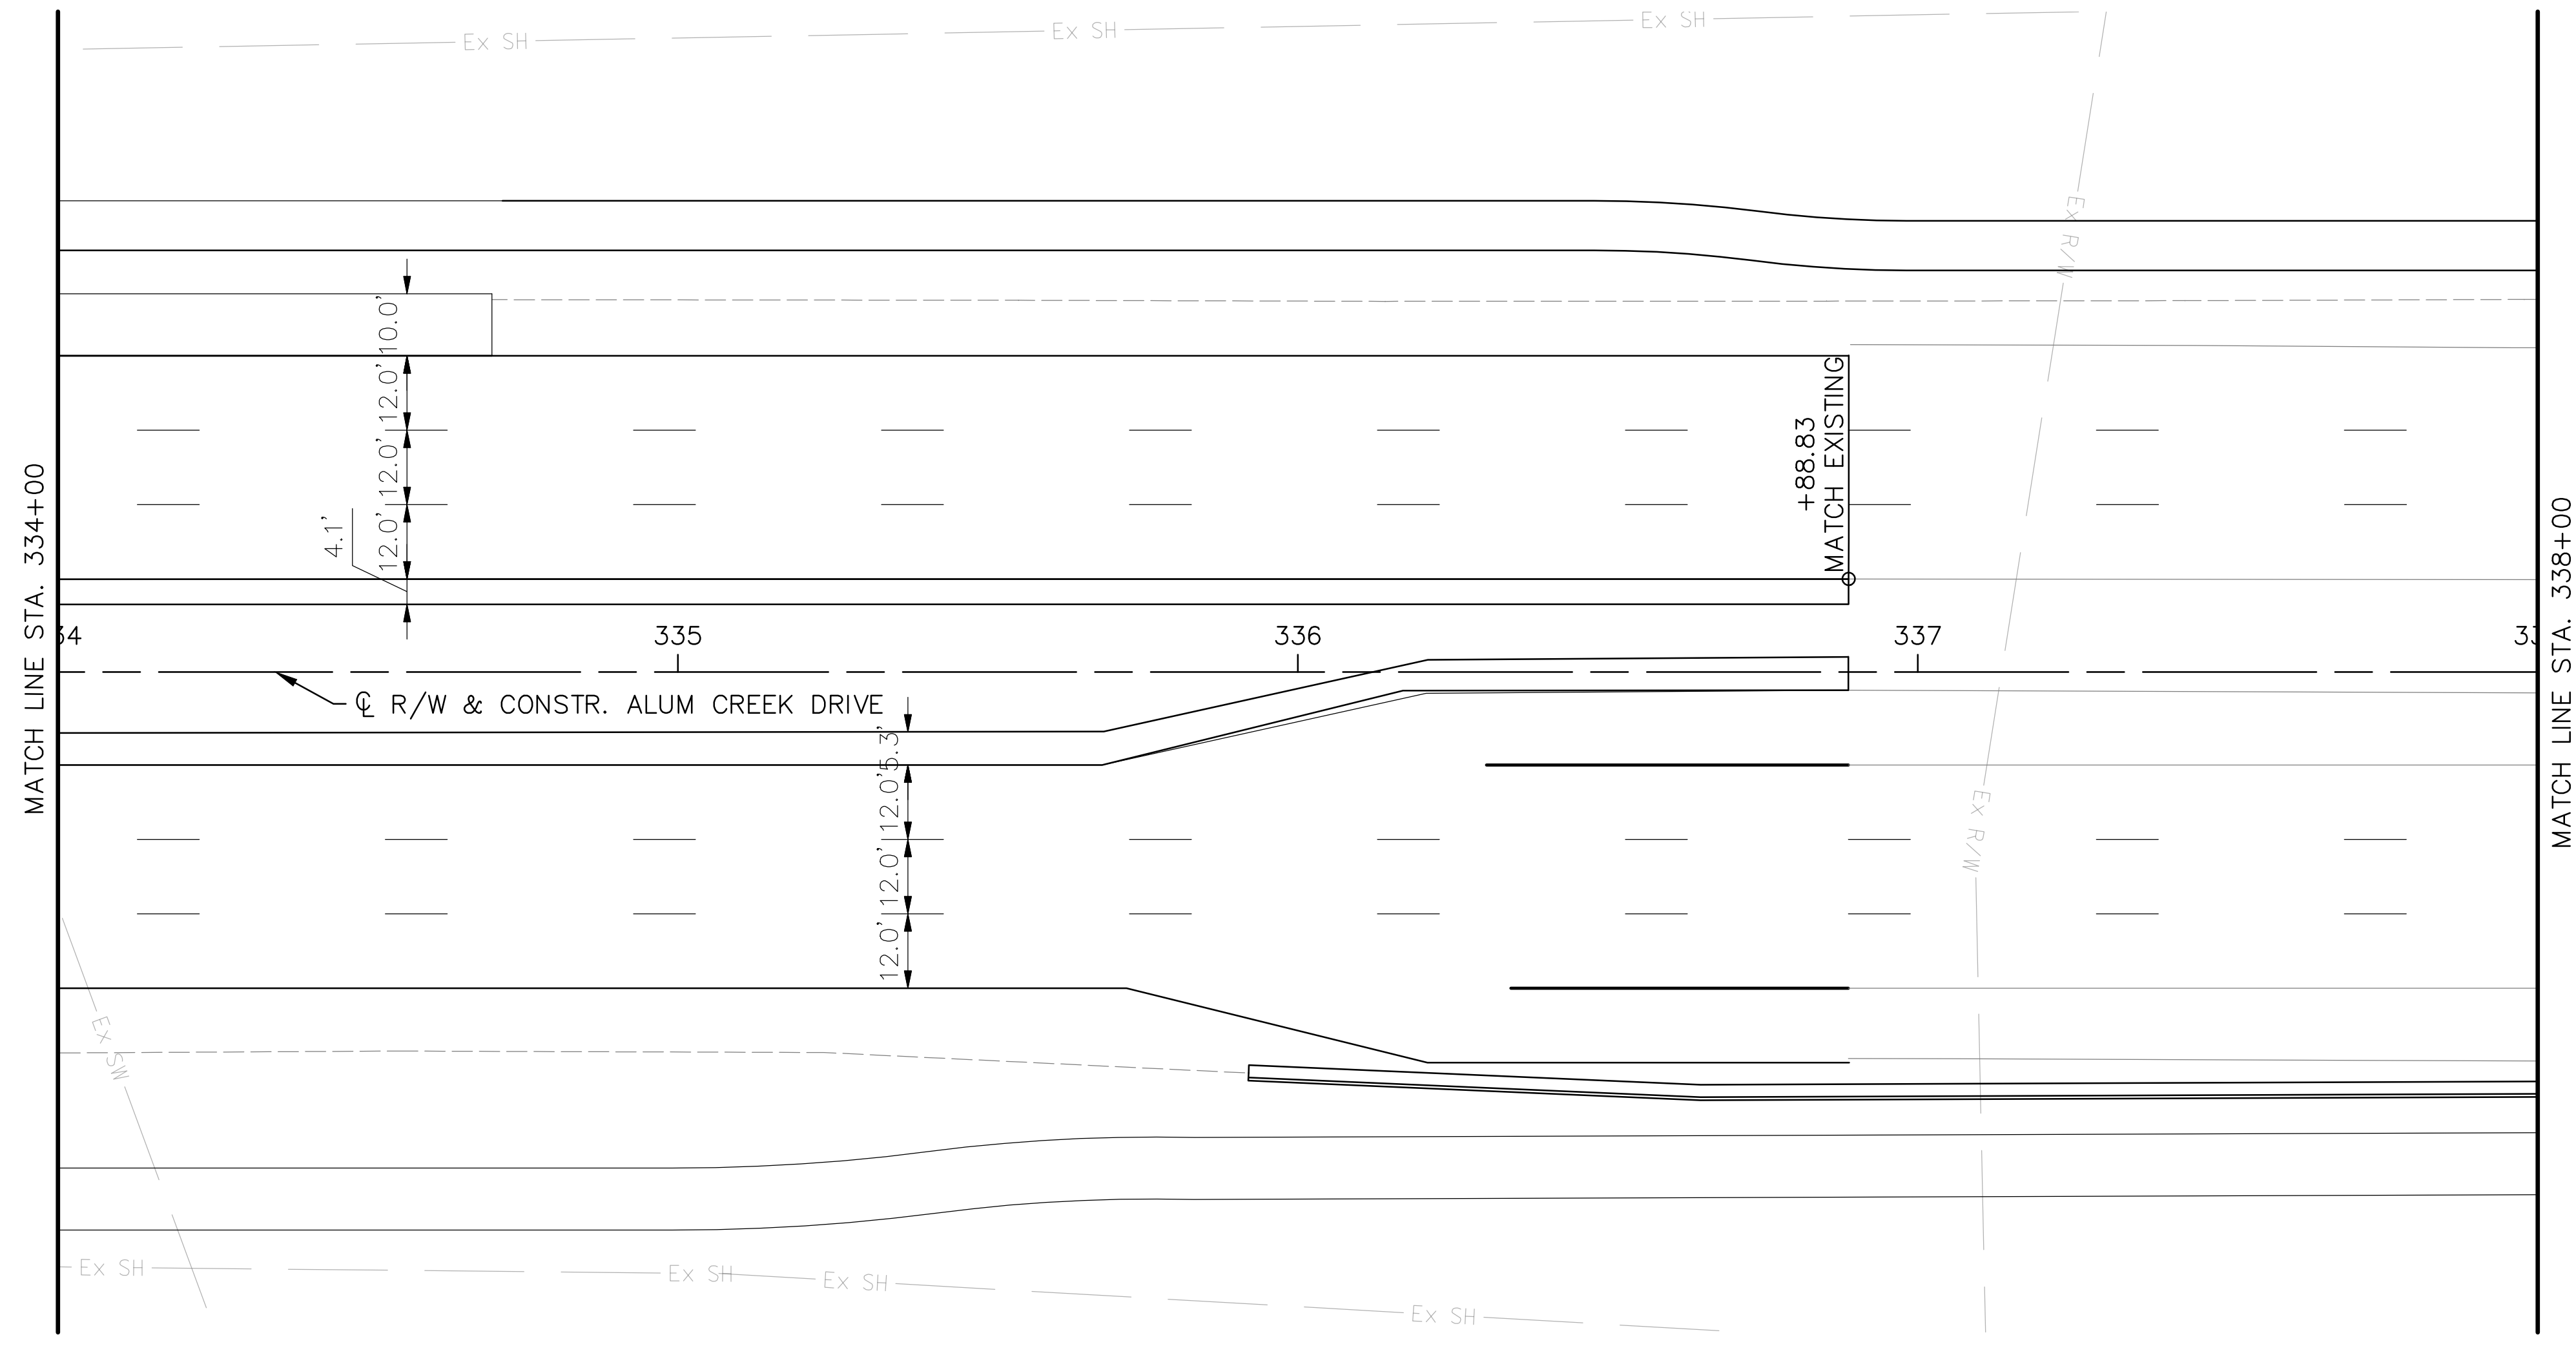 Ex SH
Ex SH
Ex SH
Ex R/W
10.0'
12.0'
12.0'
12.0'
4.1'
+88.83
MATCH EXISTING
MATCH LINE STA. 334+00
MATCH LINE STA. 338+00
34
335
336
337
33
℄ R/W & CONSTR. ALUM CREEK DRIVE
5.3'
12.0'
12.0'
12.0'
Ex R/W
Ex SW
Ex SH
Ex SH
Ex SH
Ex SH